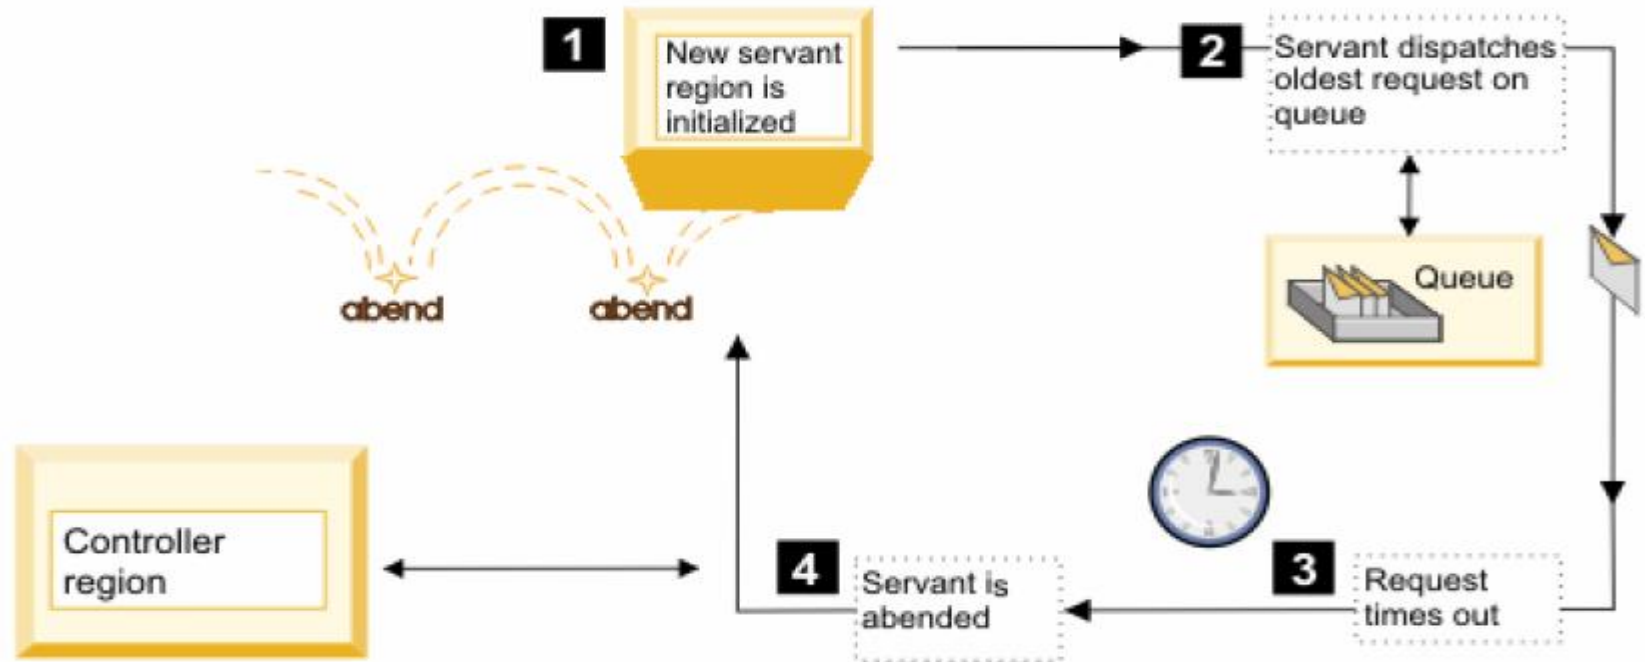 1
New servant
region is
initialized
2
Servant dispatches
oldest request on
queue
Queue
abend
abend
3
Request
times out
4
Servant is
abended
Controller
region